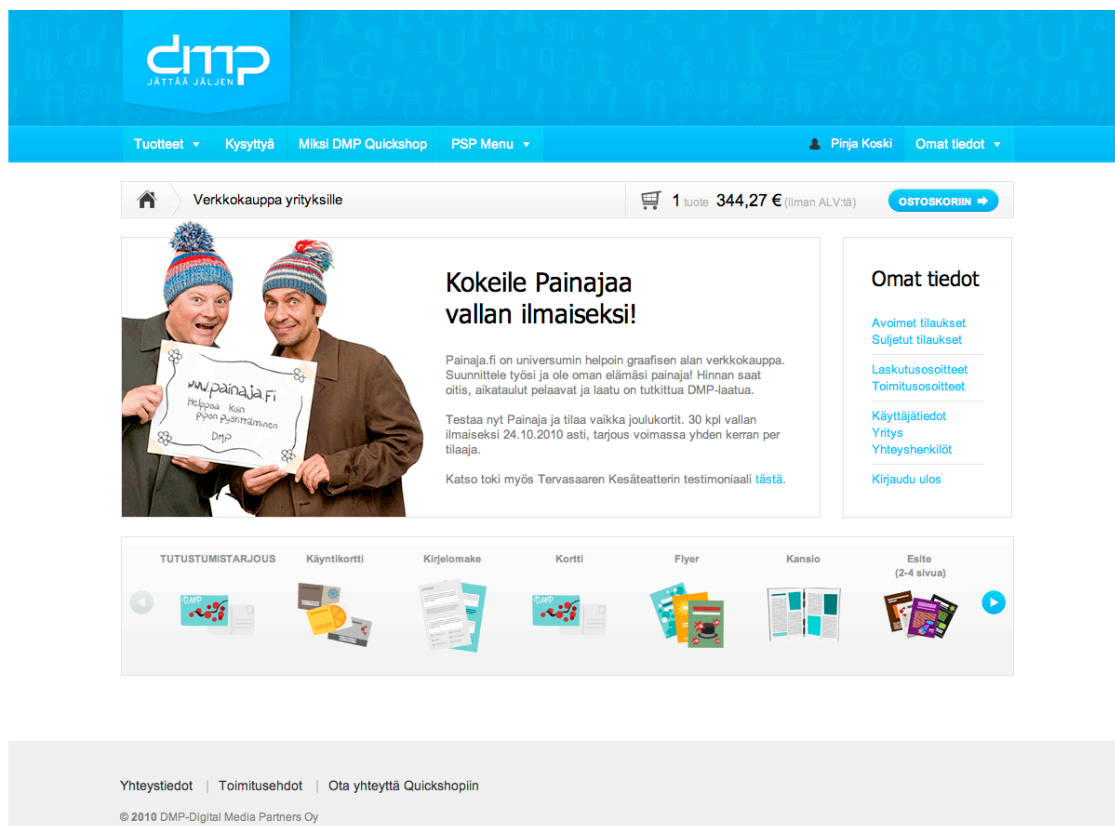 dmp
JÄTTÄÄ JÄLJEN
Tuotteet
Kysyttyä
Miksi DMP Quickshop
PSP Menu
Pinja Koski
Omat tiedot
Verkkokauppa yrityksille
1 tuote 344,27 € (ilman ALV:tä)
OSTOSKORIIN
www.painaja.fi
Helppoa kuin
pipon pyörittäminen
DMP
Kokeile Painajaa
vallan ilmaiseksi!
Painaja.fi on universumin helpoin graafisen alan verkkokauppa.
Suunnittele työsi ja ole oman elämäsi painaja! Hinnan saat
oitis, aikataulut pelaavat ja laatu on tutkittua DMP-laatua.
Testaa nyt Painaja ja tilaa vaikka joulukortit. 30 kpl vallan
ilmaiseksi 24.10.2010 asti, tarjous voimassa yhden kerran per
tilaaja.
Katso toki myös Tervasaaren Kesäteatterin testimoniaali tästä.
Omat tiedot
Avoimet tilaukset
Suljetut tilaukset
Laskutusosoitteet
Toimitusosoitteet
Käyttäjätiedot
Yritys
Yhteyshenkilöt
Kirjaudu ulos
TUTUSTUMISTARJOUS
Käyntikortti
Kirjelomake
Kortti
Flyer
Kansio
Esite
(2-4 sivua)
DMP
DMP
Yhteystiedot | Toimitusehdot | Ota yhteyttä Quickshopiin
© 2010 DMP-Digital Media Partners Oy